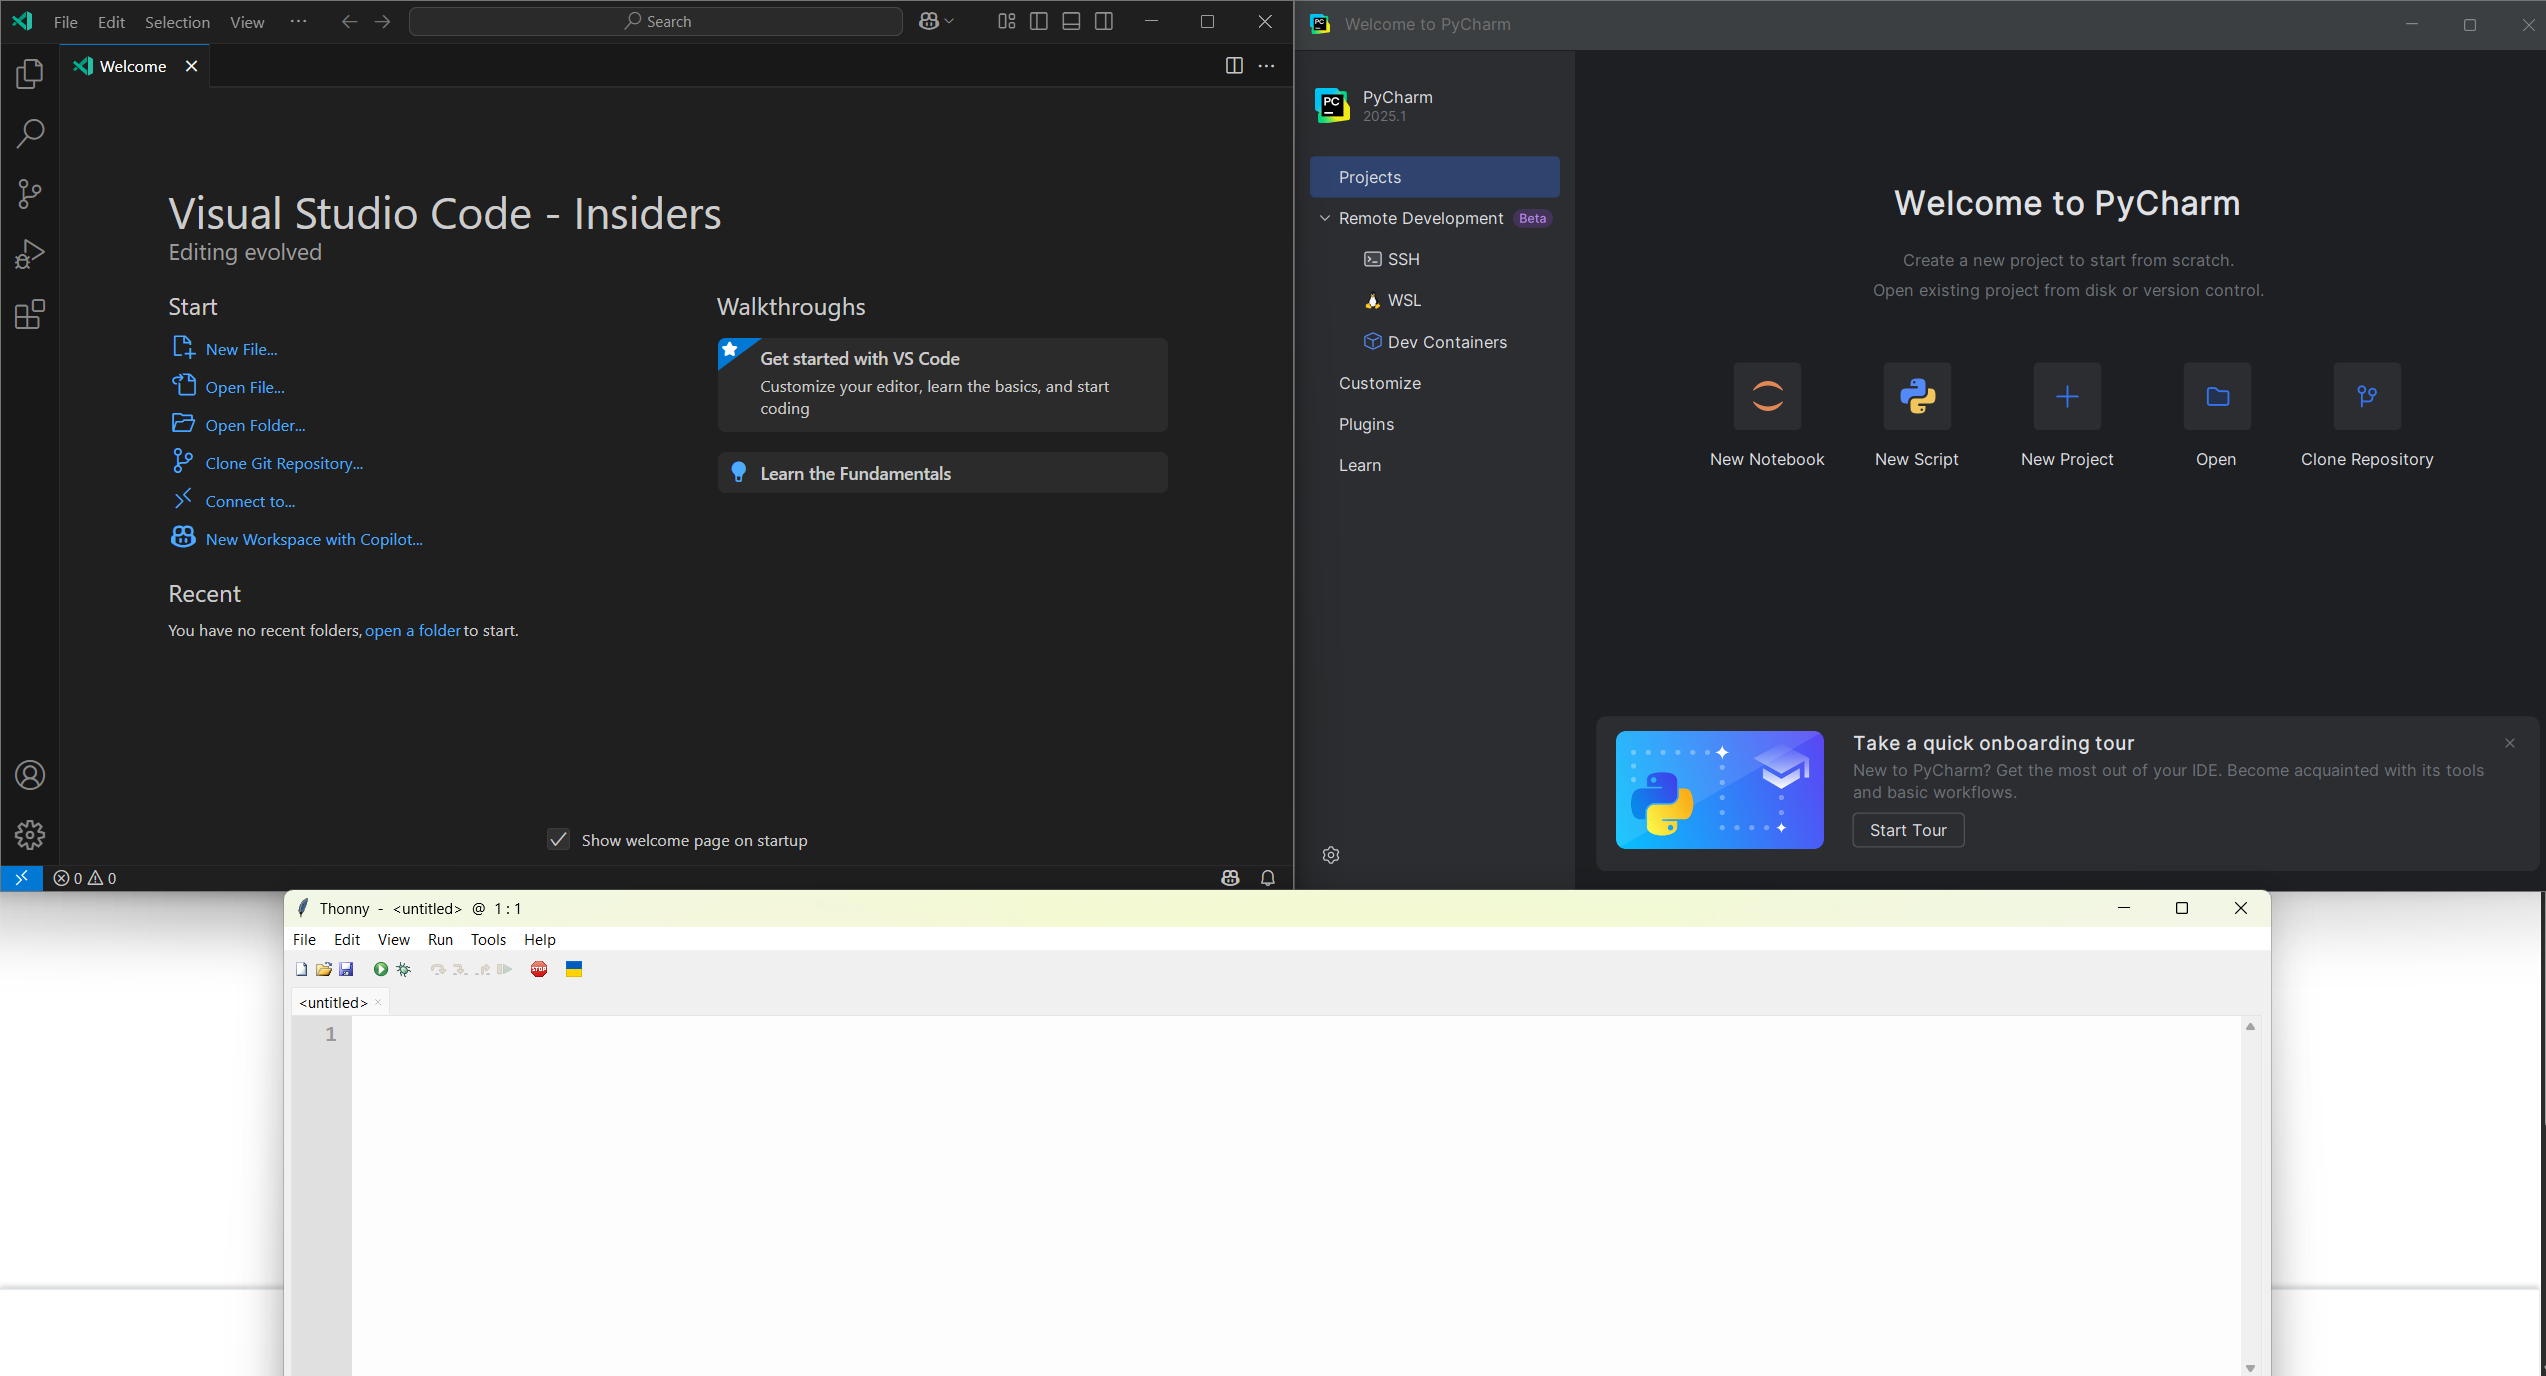 File Edit Selection View ··· Search
Welcome
Visual Studio Code - Insiders
Editing evolved
Start
New File...
Open File...
Open Folder...
Clone Git Repository...
Connect to...
New Workspace with Copilot...
Recent
You have no recent folders, open a folder to start.
Walkthroughs
Get started with VS Code
Customize your editor, learn the basics, and start
coding
Learn the Fundamentals
Show welcome page on startup
0 0
PC Welcome to PyCharm
PC PyCharm
2025.1
Projects
Remote Development Beta
SSH
WSL
Dev Containers
Customize
Plugins
Learn
Welcome to PyCharm
Create a new project to start from scratch.
Open existing project from disk or version control.
New Notebook New Script New Project Open Clone Repository
Take a quick onboarding tour
New to PyCharm? Get the most out of your IDE. Become acquainted with its tools
and basic workflows.
Start Tour
Thonny - <untitled> @ 1 : 1
File Edit View Run Tools Help
STOP
<untitled>
1